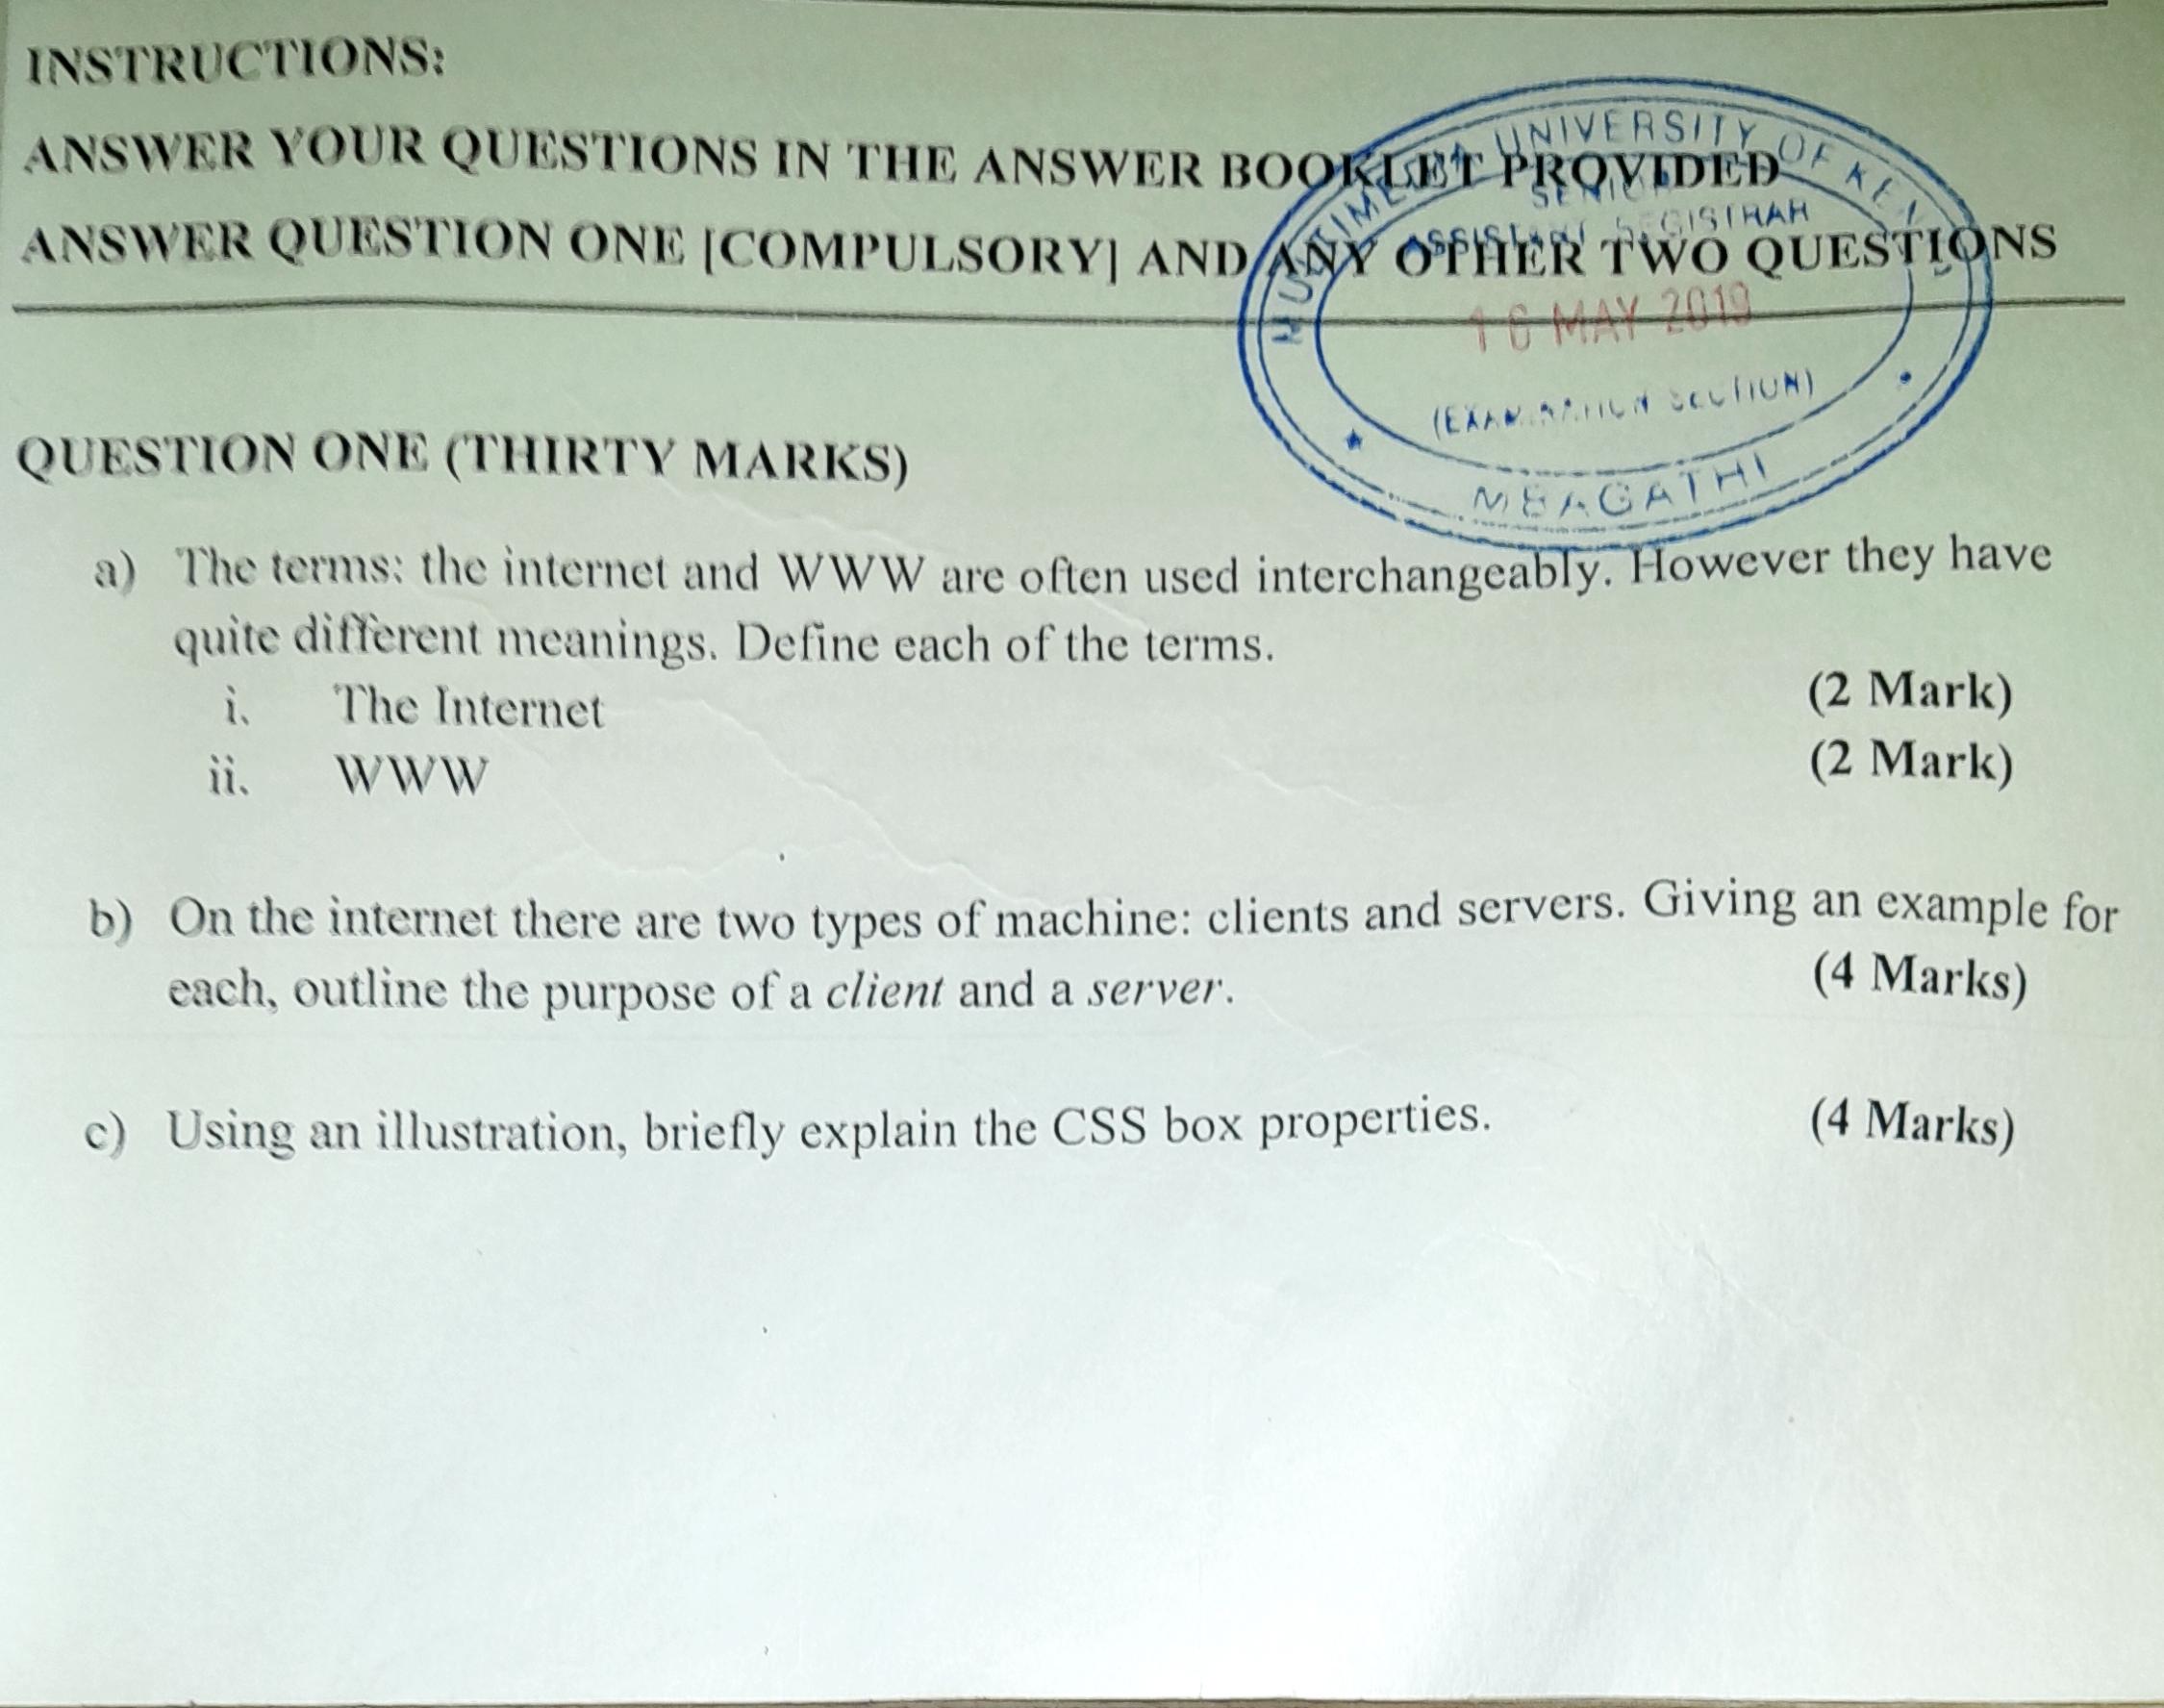 INSTRUCTIONS:
ANSWER YOUR QUESTIONS IN THE ANSWER BOOKLET PROVIDED
ANSWER QUESTION ONE [COMPULSORY] AND ANY OTHER TWO QUESTIONS
MULTIMEDIA UNIVERSITY OF KENYA
SENIOR
ASSISTANT REGISTRAR
16 MAY 2019
(EXAMINATION SECTION)
MBAGATHI
QUESTION ONE (THIRTY MARKS)
a) The terms: the internet and WWW are often used interchangeably. However they have
quite different meanings. Define each of the terms.
i. The Internet (2 Mark)
ii. WWW (2 Mark)
b) On the internet there are two types of machine: clients and servers. Giving an example for
each, outline the purpose of a client and a server. (4 Marks)
c) Using an illustration, briefly explain the CSS box properties. (4 Marks)